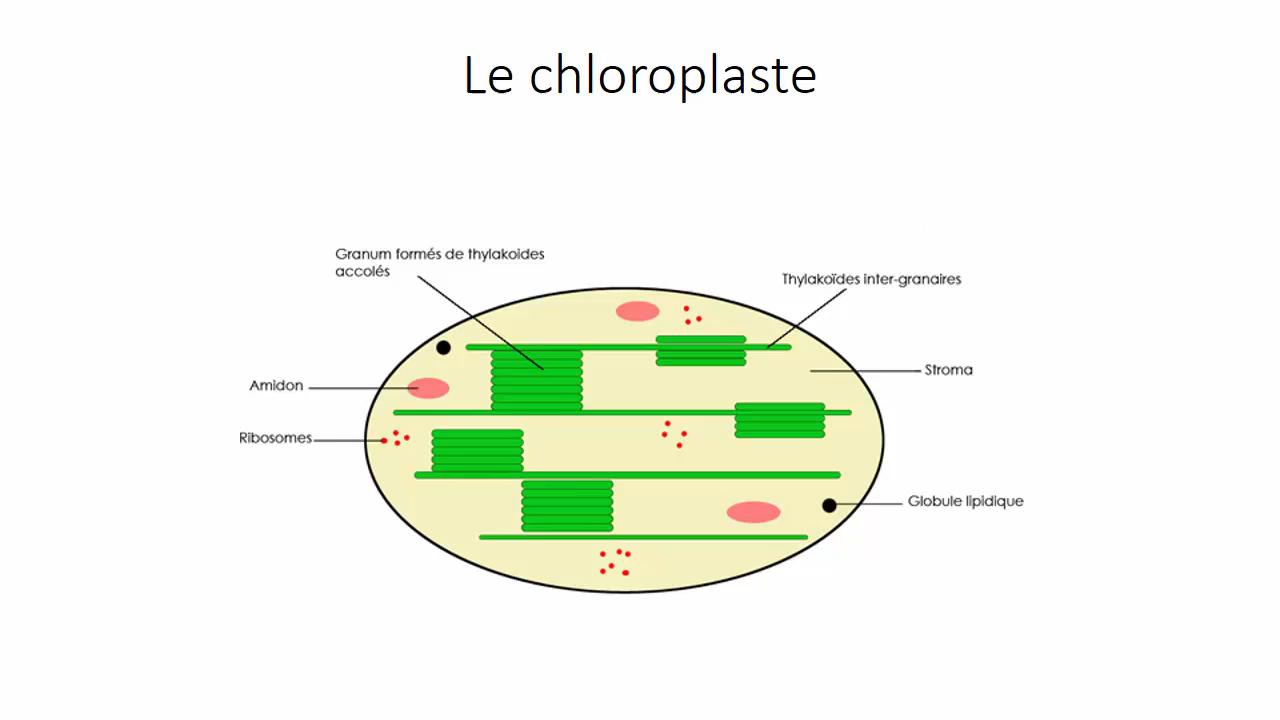 Le chloroplaste
Granum formés de thylakoides
accolés
Thylakoïdes inter-granaires
Stroma
Amidon
Ribosomes
Globule lipidique